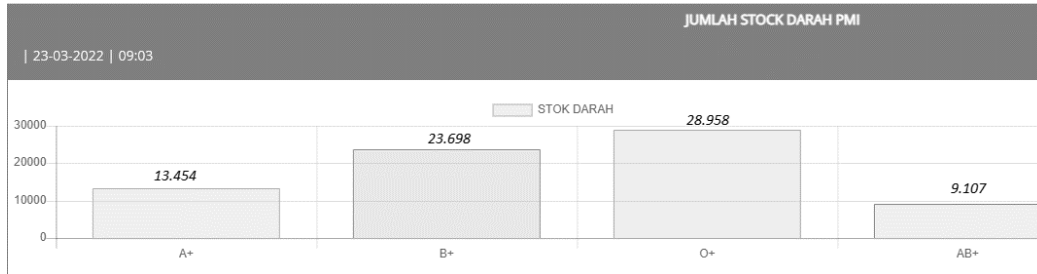 JUMLAH STOCK DARAH PMI
| 23-03-2022 | 09:03
STOK DARAH
30000
20000
10000
0
13.454
23.698
28.958
9.107
A+
B+
O+
AB+